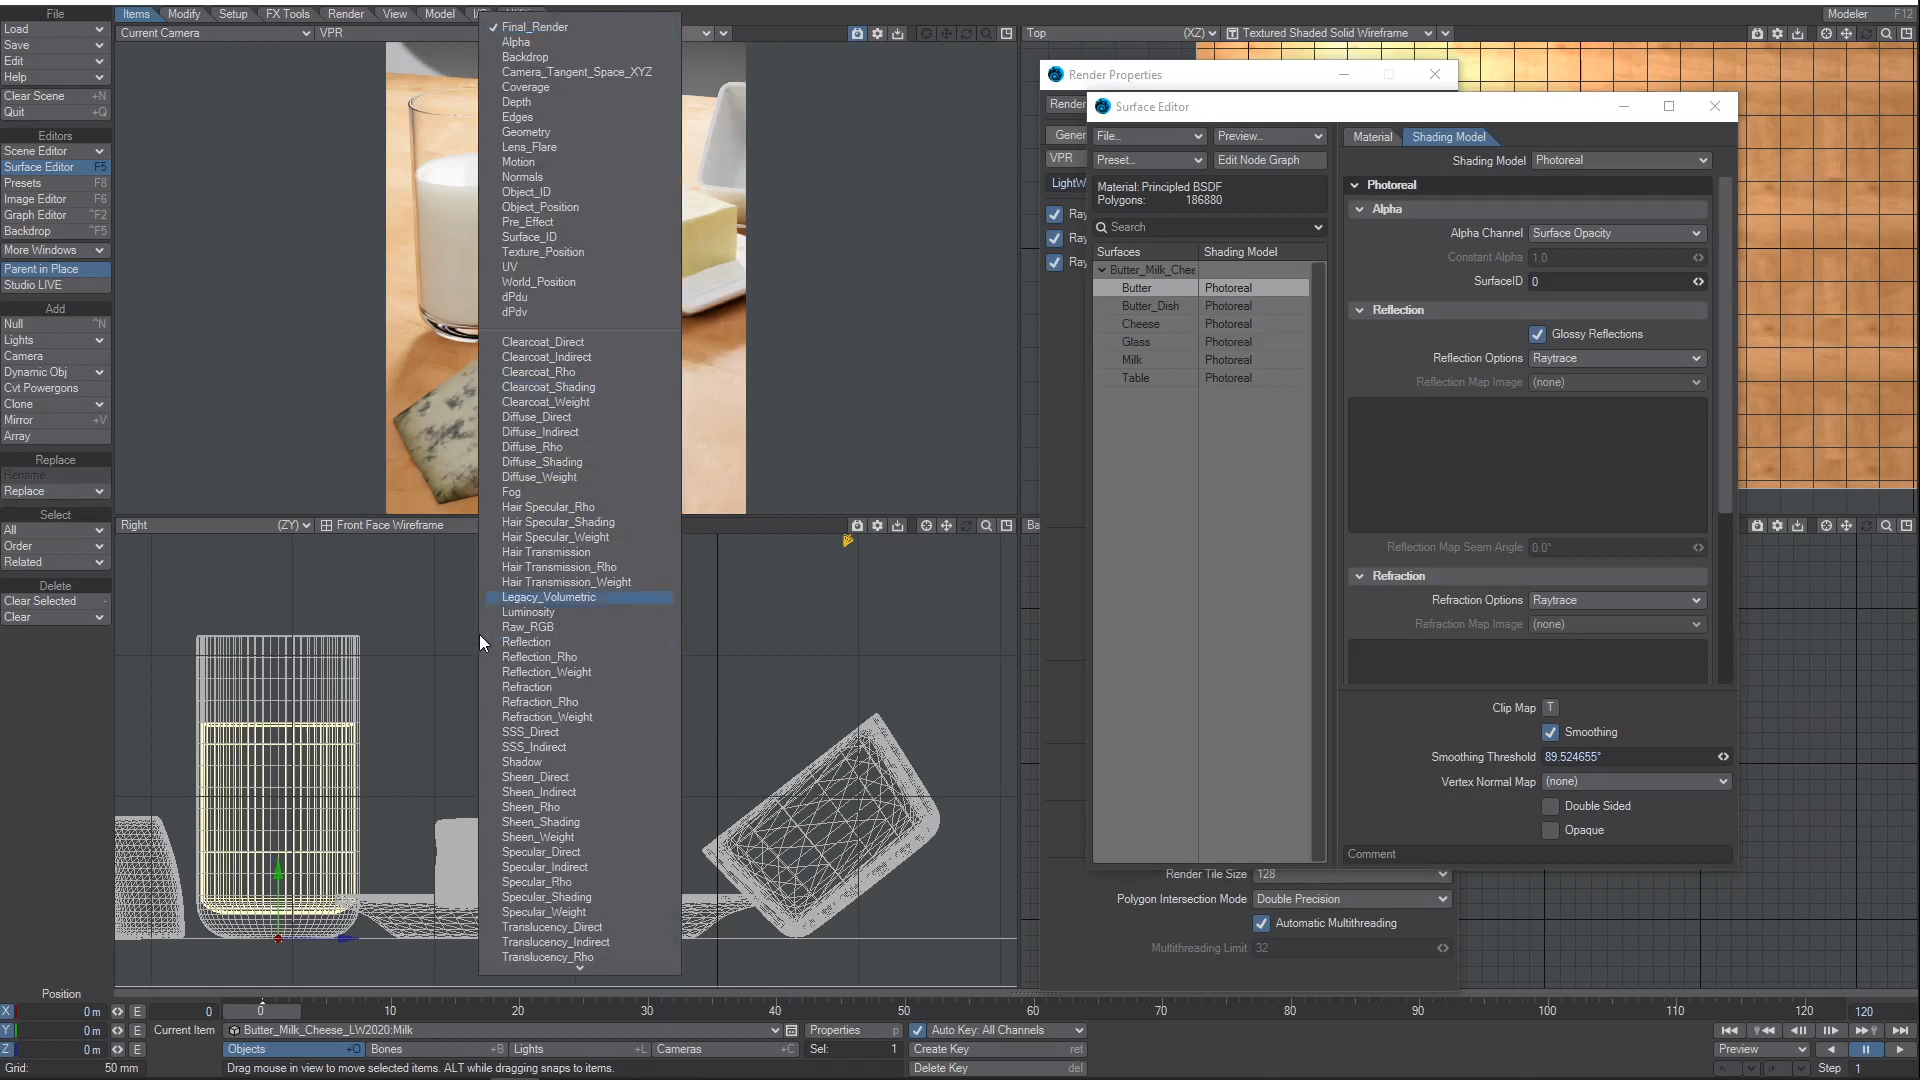 File
Items
Modify
Setup
FX Tools
Render
View
Model
Modeler F12
Load
Save
Edit
Help
Clear Scene +N
Quit +Q
Editors
Scene Editor
Surface Editor F5
Presets F8
Image Editor F6
Graph Editor ^F2
Backdrop ^F5
More Windows
Parent in Place
Studio LIVE
Add
Null ^N
Lights
Camera
Dynamic Obj
Cvt Powergons
Clone
Mirror +V
Array
Replace
Rename
Replace
Select
All
Order
Related
Delete
Clear Selected -
Clear
Current Camera
VPR
Final_Render
Alpha
Backdrop
Camera_Tangent_Space_XYZ
Coverage
Depth
Edges
Geometry
Lens_Flare
Motion
Normals
Object_ID
Object_Position
Pre_Effect
Surface_ID
Texture_Position
UV
World_Position
dPdu
dPdv
Clearcoat_Direct
Clearcoat_Indirect
Clearcoat_Rho
Clearcoat_Shading
Clearcoat_Weight
Diffuse_Direct
Diffuse_Indirect
Diffuse_Rho
Diffuse_Shading
Diffuse_Weight
Fog
Hair Specular_Rho
Hair Specular_Shading
Hair Specular_Weight
Hair Transmission
Hair Transmission_Rho
Hair Transmission_Weight
Legacy_Volumetric
Luminosity
Raw_RGB
Reflection
Reflection_Rho
Reflection_Weight
Refraction
Refraction_Rho
Refraction_Weight
SSS_Direct
SSS_Indirect
Shadow
Sheen_Direct
Sheen_Indirect
Sheen_Rho
Sheen_Shading
Sheen_Weight
Specular_Direct
Specular_Indirect
Specular_Rho
Specular_Shading
Specular_Weight
Translucency_Direct
Translucency_Indirect
Translucency_Rho
Right (ZY) Front Face Wireframe
Top (XZ) Textured Shaded Solid Wireframe
Ba
Render Properties
Render
Gener
VPR
LightW
Ray
Ray
Ray
Render Tile Size 128
Polygon Intersection Mode Double Precision
Automatic Multithreading
Multithreading Limit 32
Surface Editor
File...
Preview...
Preset...
Edit Node Graph
Material: Principled BSDF
Polygons: 186880
Search
Surfaces Shading Model
Butter_Milk_Chee
Butter Photoreal
Butter_Dish Photoreal
Cheese Photoreal
Glass Photoreal
Milk Photoreal
Table Photoreal
Material
Shading Model
Shading Model Photoreal
Photoreal
Alpha
Alpha Channel Surface Opacity
Constant Alpha 1.0
SurfaceID 0
Reflection
Glossy Reflections
Reflection Options Raytrace
Reflection Map Image (none)
Reflection Map Seam Angle 0.0°
Refraction
Refraction Options Raytrace
Refraction Map Image (none)
Clip Map T
Smoothing
Smoothing Threshold 89.524655°
Vertex Normal Map (none)
Double Sided
Opaque
Comment
Position
X 0 m E
Y 0 m E
Z 0 m E
Grid: 50 mm
0 0 10 20 30 40 50 60 70 80 90 100 110 120 120
Current Item Butter_Milk_Cheese_LW2020:Milk
Properties p
Auto Key: All Channels
Objects +O
Bones +B
Lights +L
Cameras +C
Sel: 1
Create Key ret
Drag mouse in view to move selected items. ALT while dragging snaps to items.
Delete Key del
Preview
Step 1